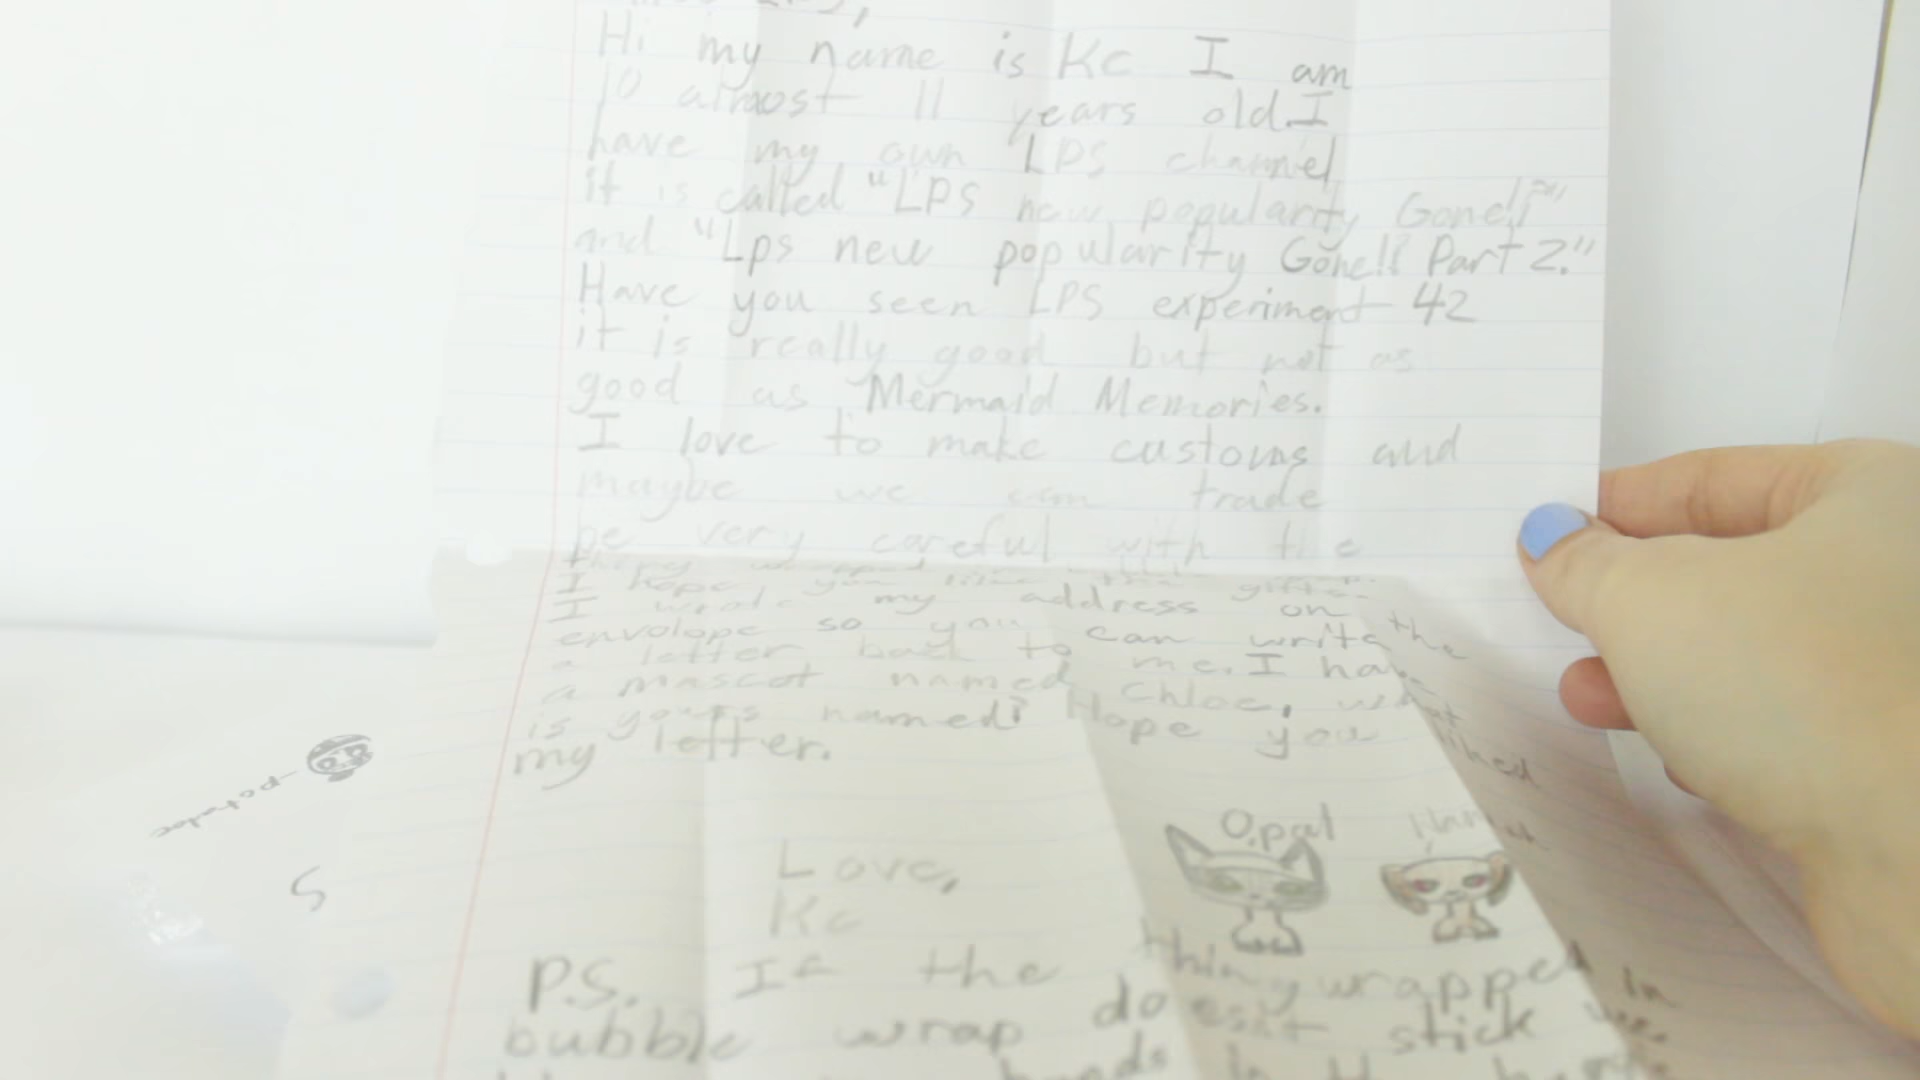 Hi my name is Kc I am
10 almost 11 years old. I
have my own LPS channel
it is called "LPS new popularity Gone!!"
and "Lps new popularity Gone!! Part 2."
Have you seen LPS experiment 42
it is really good but not as
good as Mermaid Memories.
I love to make customs and
maybe we can trade
be very careful with the
I hope you
I wrote my address on the
envolope so you can write
a letter back to me. I have
a mascot named Chloe, what
is yours named? Hope you liked
my letter.
Opal
Love,
Kc
P.S. If the thing wrapped in
bubble wrap doesn't stick
potatoe
S